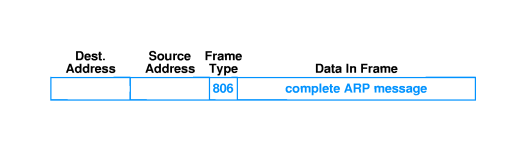 Dest. Source Frame
Address Address Type Data In Frame
806 complete ARP message